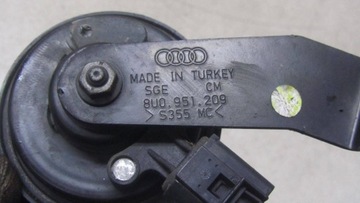 MADE IN TURKEY
SGE CM
8U0.951.209
>S355 MC<